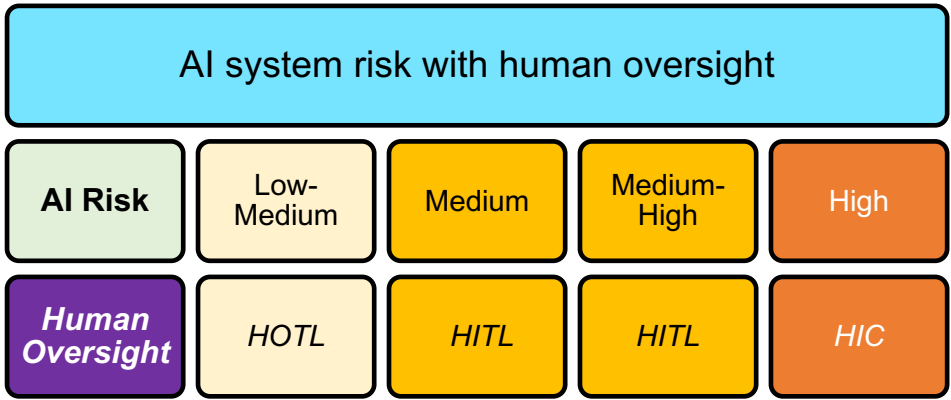 AI system risk with human oversight
AI Risk
Low-
Medium
Medium
Medium-
High
High
Human
Oversight
HOTL
HITL
HITL
HIC